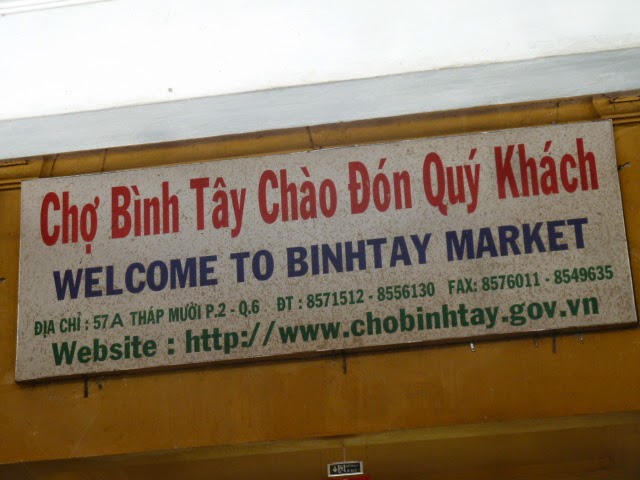 Chợ Bình Tây Chào Đón Quý Khách
WELCOME TO BINHTAY MARKET
ĐỊA CHỈ : 57A THÁP MƯỜI P.2 - Q.6 ĐT : 8571512 - 8556130 FAX: 8576011 - 8549635
Website : http://www.chobinhtay.gov.vn